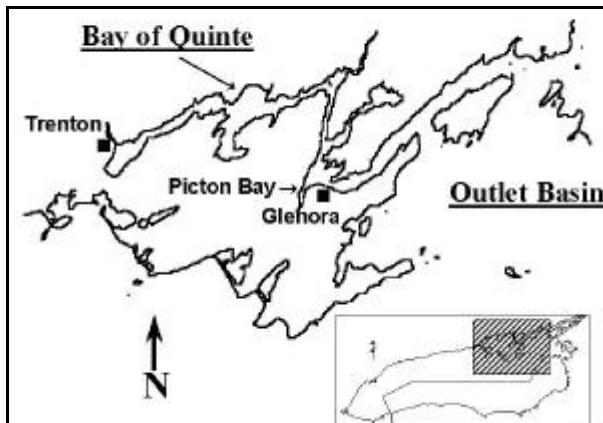 Bay of Quinte
Trenton
Picton Bay
Glenora
Outlet Basin
N